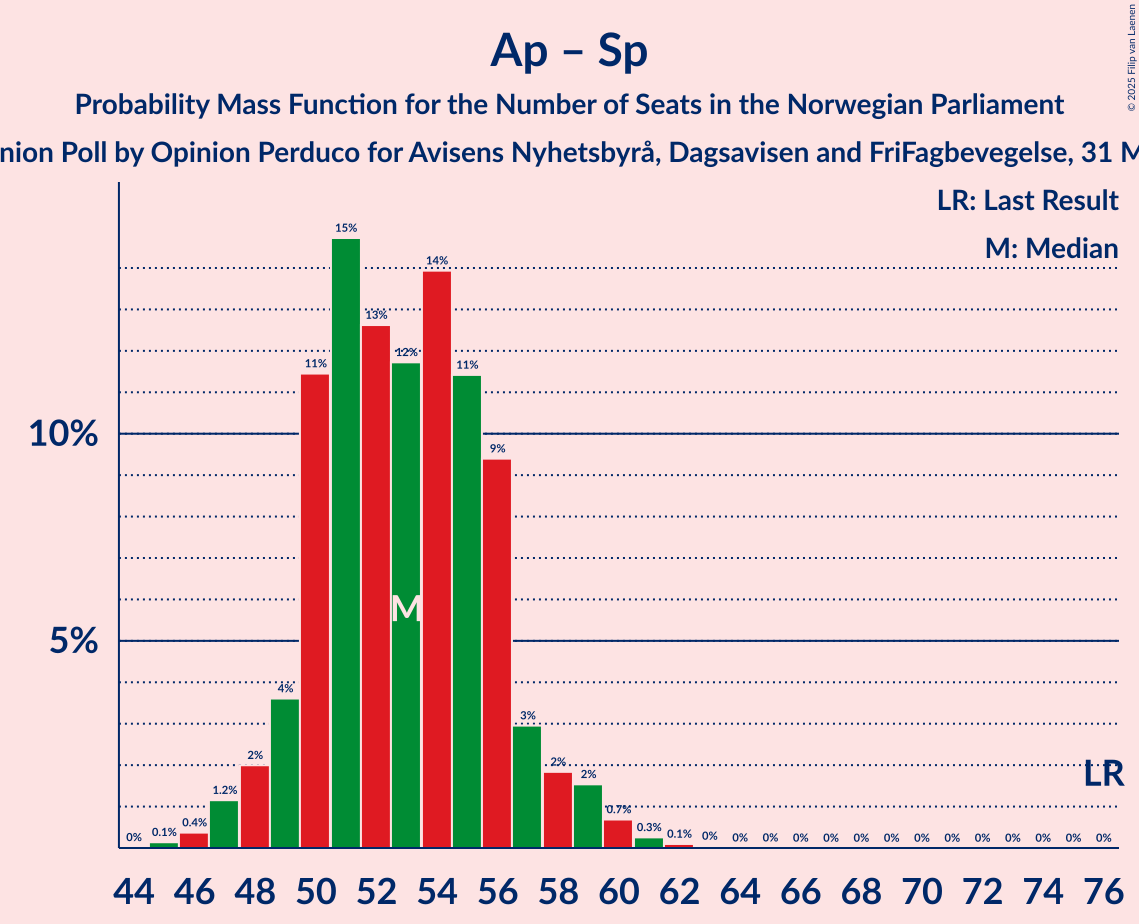 Ap – Sp
Probability Mass Function for the Number of Seats in the Norwegian Parliament
nion Poll by Opinion Perduco for Avisens Nyhetsbyrå, Dagsavisen and FriFagbevegelse, 31 M
© 2025 Filip van Laenen
LR: Last Result
M: Median
15%
14%
13%
12%
11%
11%
10%
9%
M
5%
4%
3%
2%
2%
2%
LR
1.2%
0.7%
0.4%
0.3%
0% 0.1% 0.1% 0% 0% 0% 0% 0% 0% 0% 0% 0% 0% 0% 0% 0% 0%
44 46 48 50 52 54 56 58 60 62 64 66 68 70 72 74 76